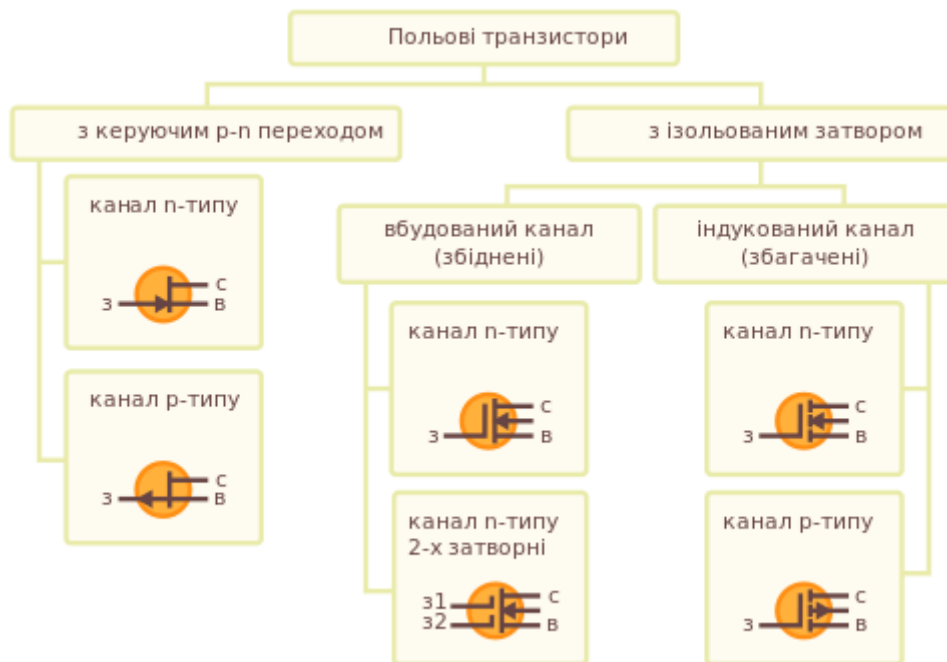 Польові транзистори
з керуючим p-n переходом
з ізольованим затвором
канал n-типу
с
з
в
канал p-типу
с
з
в
вбудований канал
(збіднені)
канал n-типу
с
з
в
канал n-типу
2-х затворні
з1
с
з2
в
індукований канал
(збагачені)
канал n-типу
с
з
в
канал p-типу
с
з
в